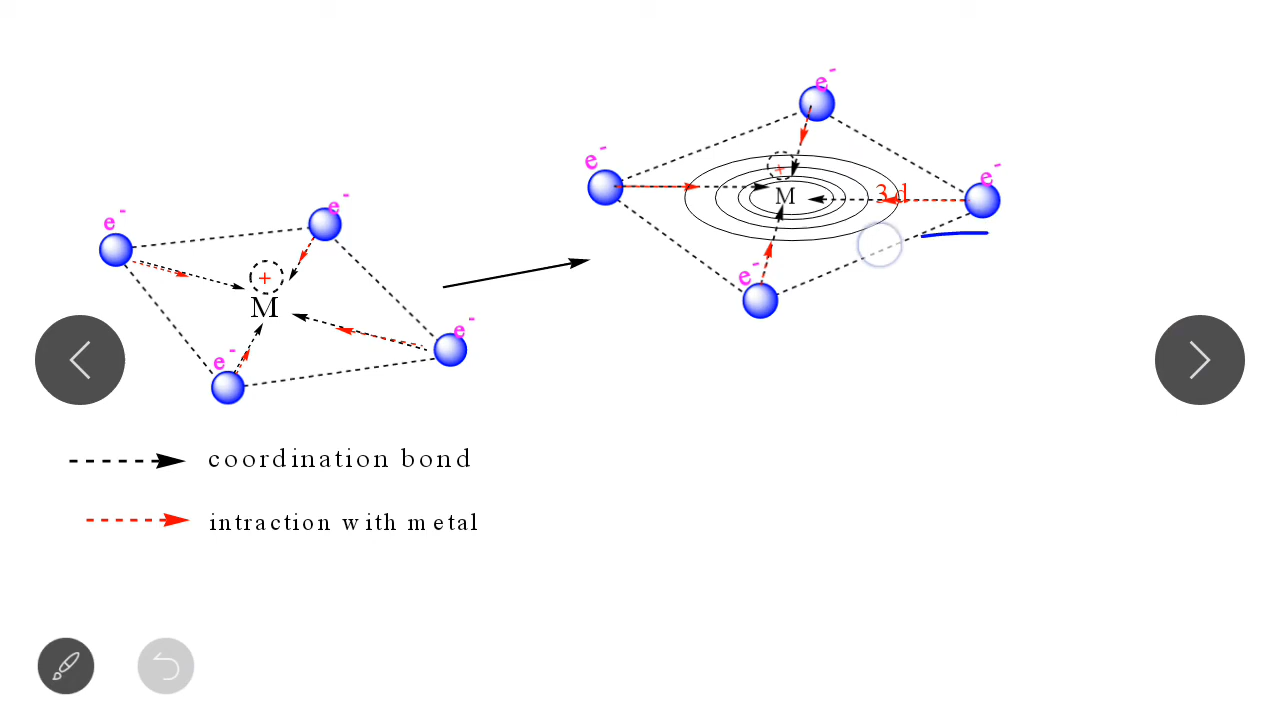 e-
e-
+
M
e-
e-
e-
e-
+
M
3d
e-
e-
coordination bond
intraction with metal